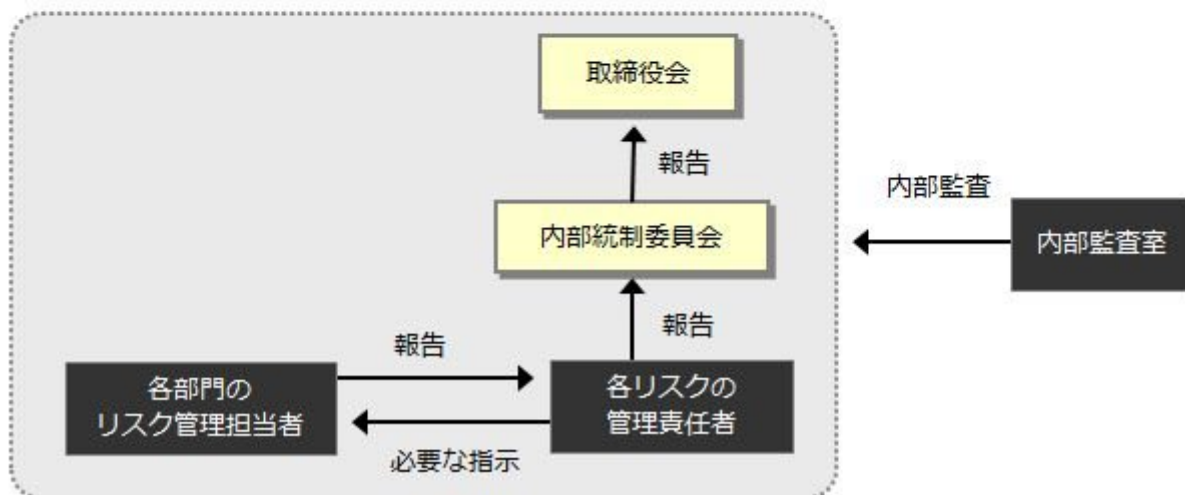 取締役会
報告
内部監査
内部統制委員会
内部監査室
報告
報告
各部門の
リスク管理担当者
各リスクの
管理責任者
必要な指示